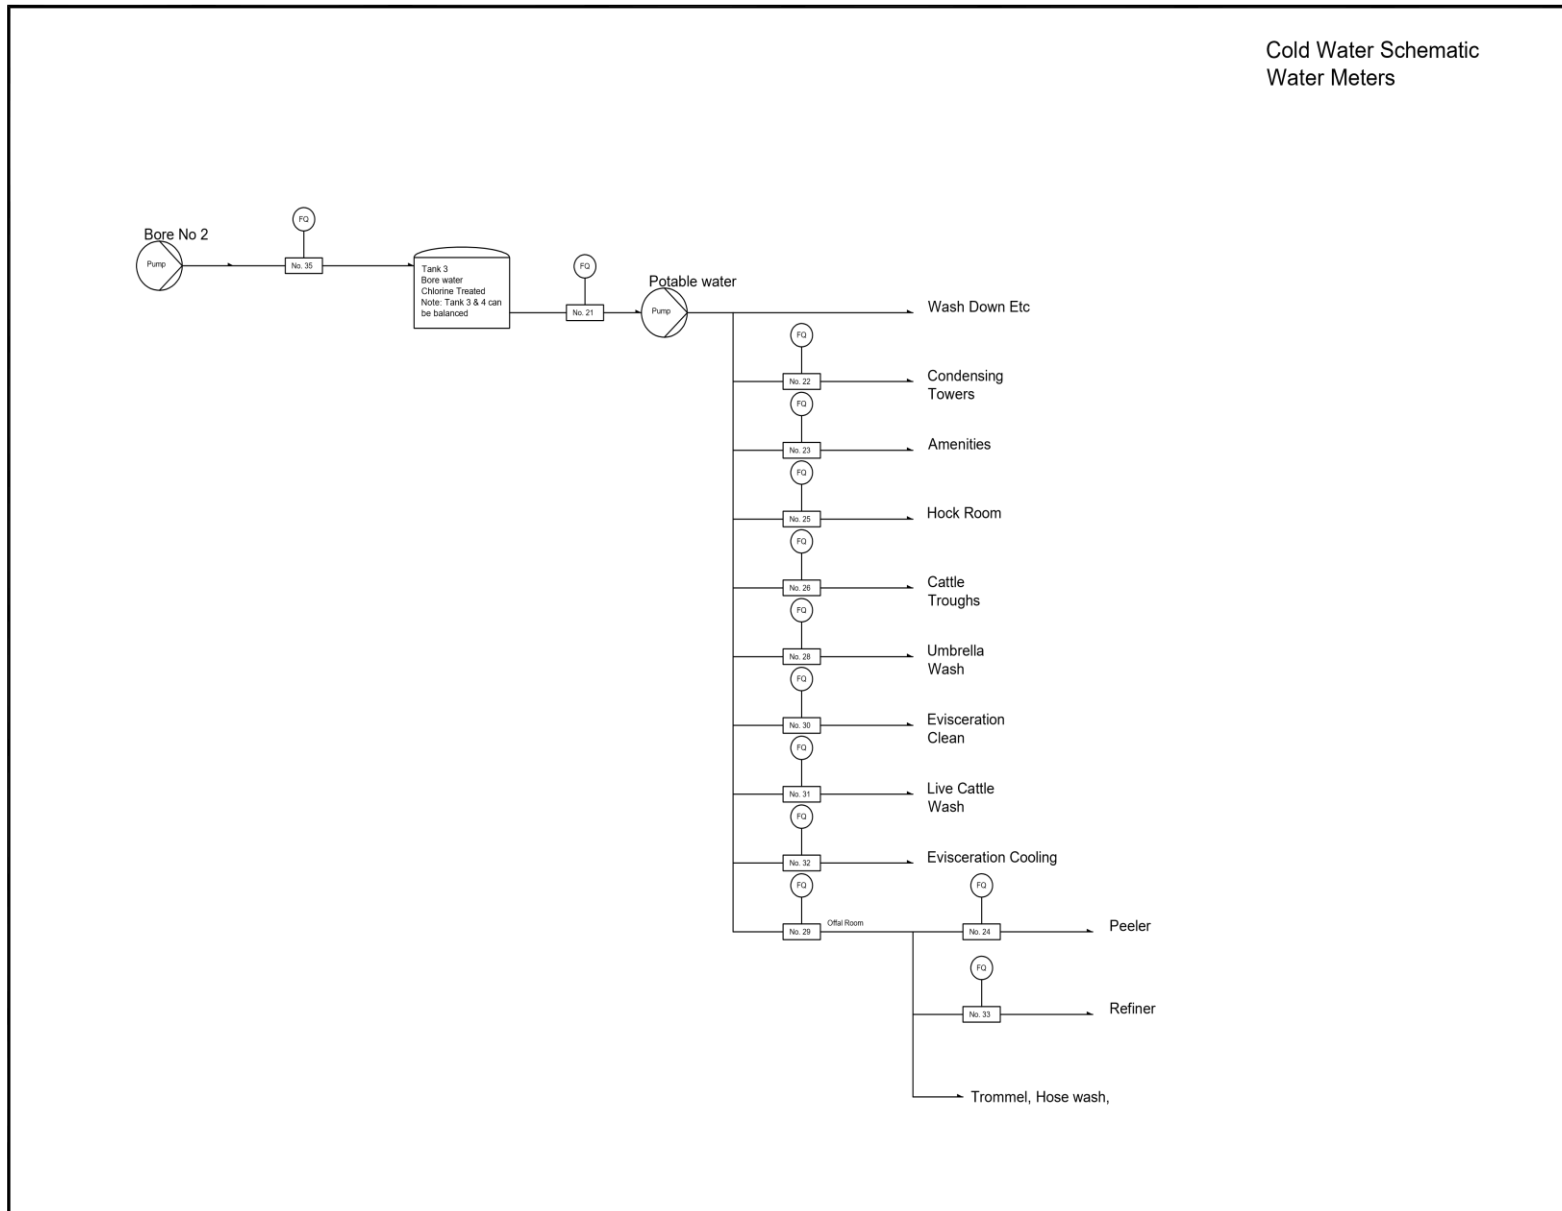 Cold Water Schematic
Water Meters
Bore No 2
Pump
FQ
No. 35
Tank 3
Bore water
Chlorine Treated
Note: Tank 3 & 4 can
be balanced
FQ
No. 21
Potable water
Pump
Wash Down Etc
FQ
No. 22
Condensing
Towers
FQ
No. 23
Amenities
FQ
No. 25
Hock Room
FQ
No. 26
Cattle
Troughs
FQ
No. 28
Umbrella
Wash
FQ
No. 30
Evisceration
Clean
FQ
No. 31
Live Cattle
Wash
FQ
No. 32
Evisceration Cooling
FQ
No. 29
Offal Room
FQ
No. 24
Peeler
FQ
No. 33
Refiner
Trommel, Hose wash,